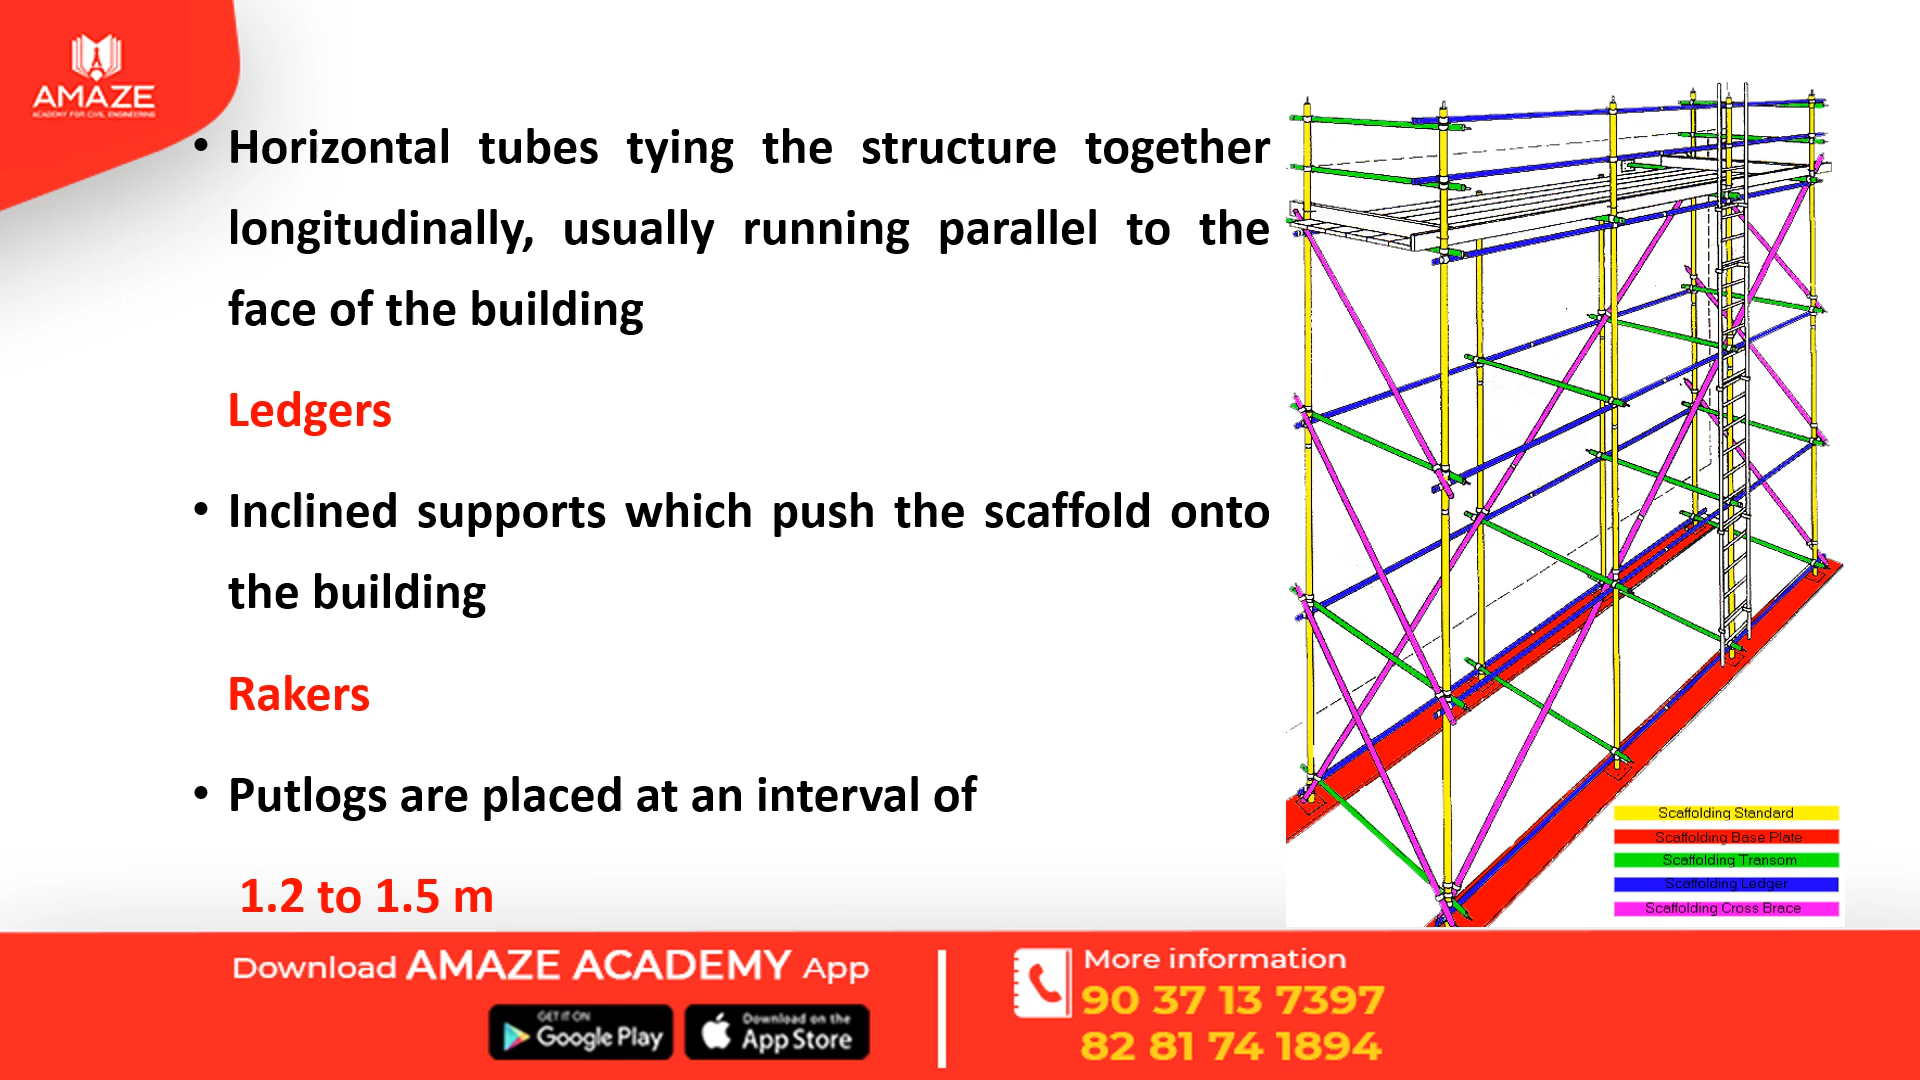 AMAZE
ACADEMY FOR CIVIL ENGINEERING
• Horizontal tubes tying the structure together
longitudinally, usually running parallel to the
face of the building
Ledgers
• Inclined supports which push the scaffold onto
the building
Rakers
• Putlogs are placed at an interval of
1.2 to 1.5 m
Scaffolding Standard
Scaffolding Base Plate
Scaffolding Transom
Scaffolding Ledger
Scaffolding Cross Brace
Download AMAZE ACADEMY App
GET IT ON
Google Play
Download on the
App Store
More information
90 37 13 7397
82 81 74 1894